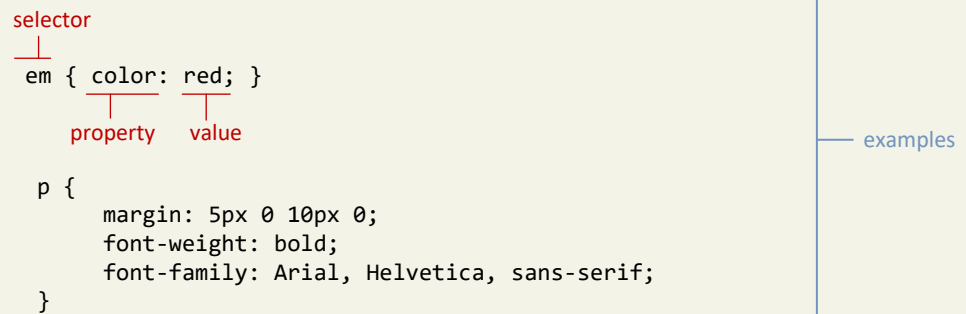 selector
em { color: red; }
property value
examples
p {
margin: 5px 0 10px 0;
font-weight: bold;
font-family: Arial, Helvetica, sans-serif;
}